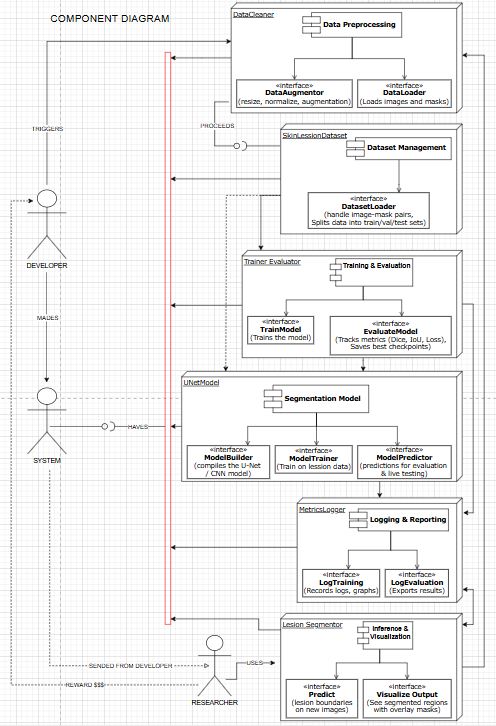 COMPONENT DIAGRAM
DataCleaner
Data Preprocessing
«interface»
DataAugmentor
(resize, normalize, augmentation)
«interface»
DataLoader
(Loads images and masks)
TRIGGERS
PROCEEDS
SkinLessionDataset
Dataset Management
«interface»
DatasetLoader
(handle image-mask pairs,
Splits data into train/val/test sets)
DEVELOPER
Trainer Evaluator
Training & Evaluation
«interface»
TrainModel
(Trains the model)
«interface»
EvaluateModel
(Tracks metrics (Dice, IoU, Loss),
Saves best checkpoints)
MADES
UNetModel
Segmentation Model
HAVES
SYSTEM
«interface»
ModelBuilder
(compiles the U-Net
/ CNN model)
«interface»
ModelTrainer
(Train on lession data)
«interface»
ModelPredictor
(predictions for evaluation
& live testing)
MetricsLogger
Logging & Reporting
«interface»
LogTraining
(Records logs, graphs)
«interface»
LogEvaluation
(Exports results)
Lesion Segmentor
Inference &
Visualization
SENDED FROM DEVELOPER
USES
REWARD $$$
RESEARCHER
«interface»
Predict
(lesion boundaries
on new images)
«interface»
Visualize Output
(See segmented regions
with overlay masks)